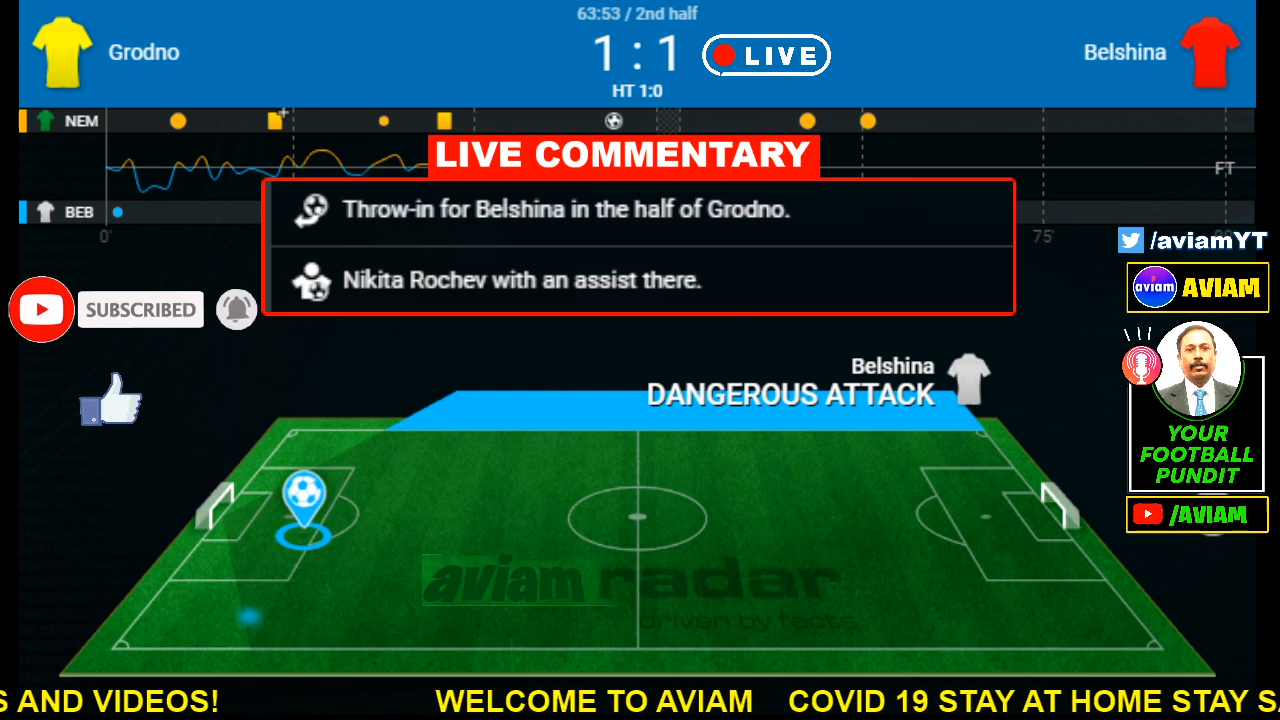 63:53 / 2nd half
Grodno
1 : 1
LIVE
Belshina
HT 1:0
NEM
LIVE COMMENTARY
FT
Throw-in for Belshina in the half of Grodno.
BEB
0'
75'
/aviamYT
Nikita Rochev with an assist there.
aviam AVIAM
SUBSCRIBED
Belshina
DANGEROUS ATTACK
YOUR
FOOTBALL
PUNDIT
/AVIAM
aviam radar
driven by facts
S AND VIDEOS! WELCOME TO AVIAM COVID 19 STAY AT HOME STAY SA